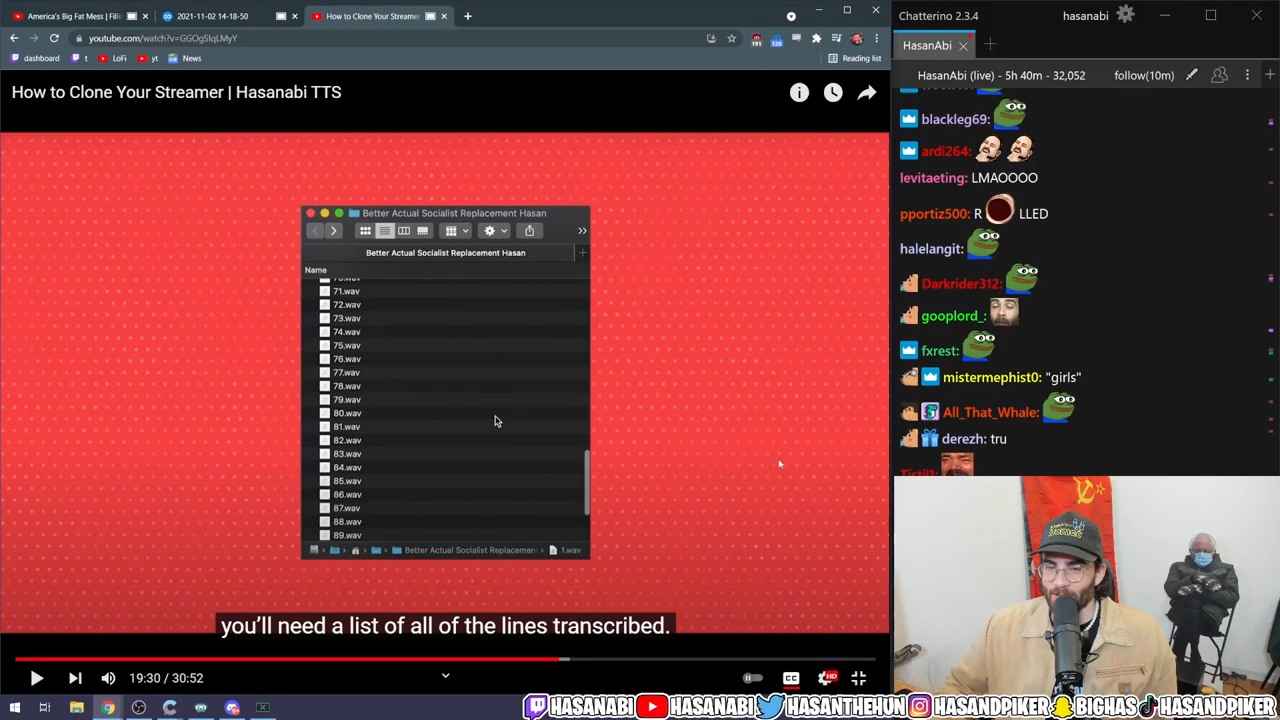 America's Big Fat Mess | Filli
2021-11-02 14-18-50
How to Clone Your Streamer
youtube.com/watch?v=GGOgSlqLMyY
dashboard
t
LoFi
yt
News
Reading list
191
120
How to Clone Your Streamer | Hasanabi TTS
Better Actual Socialist Replacement Hasan
Better Actual Socialist Replacement Hasan
Name
71.wav
72.wav
73.wav
74.wav
75.wav
76.wav
77.wav
78.wav
79.wav
80.wav
81.wav
82.wav
83.wav
84.wav
85.wav
86.wav
87.wav
88.wav
89.wav
Better Actual Socialist Replacemen
1.wav
you'll need a list of all of the lines transcribed.
19:30 / 30:52
CC
HD
Chatterino 2.3.4
hasanabi
HasanAbi
HasanAbi (live) - 5h 40m - 32,052
follow(10m)
blackleg69:
ardi264:
levitaeting: LMAOOOO
pportiz500: R LLED
halelangit:
Darkrider312:
gooplord_:
fxrest:
mistermephist0: "girls"
All_That_Whale:
derezh: tru
HASANABI
HASANABI
HASANTHEHUN
HASANDPIKER
BIGHAS
HASANDPIKER